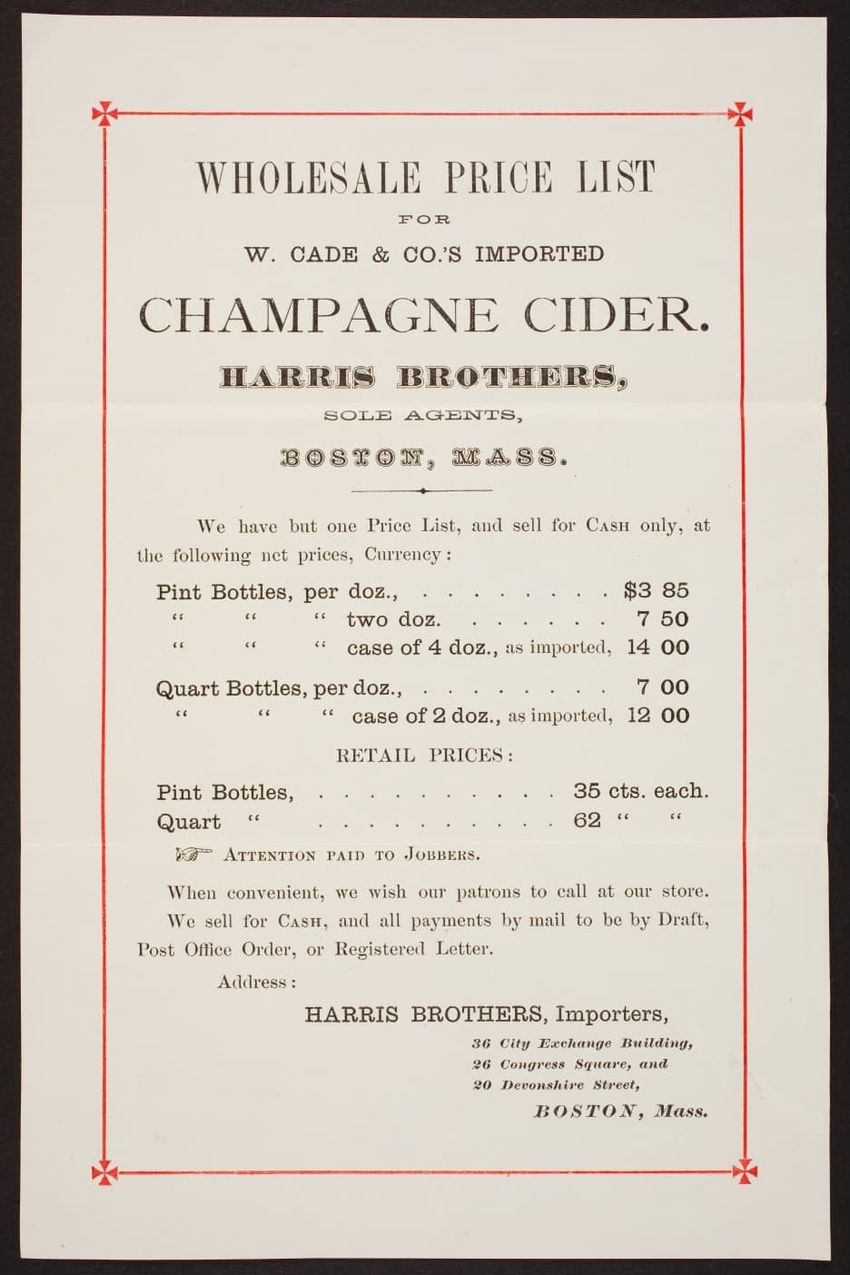 WHOLESALE PRICE LIST
FOR
W. CADE & CO.'S IMPORTED
CHAMPAGNE CIDER.
HARRIS BROTHERS,
SOLE AGENTS,
BOSTON, MASS.
We have but one Price List, and sell for CASH only, at
the following net prices, Currency:
Pint Bottles, per doz., . . . . . . . . $3 85
“ “ “ two doz. . . . . . . 7 50
“ “ “ case of 4 doz., as imported, 14 00
Quart Bottles, per doz., . . . . . . . . 7 00
“ “ “ case of 2 doz., as imported, 12 00
RETAIL PRICES:
Pint Bottles, . . . . . . . . . . 35 cts. each.
Quart “ . . . . . . . . . . 62 “ “
☞ ATTENTION PAID TO JOBBERS.
When convenient, we wish our patrons to call at our store.
We sell for CASH, and all payments by mail to be by Draft,
Post Office Order, or Registered Letter.
Address:
HARRIS BROTHERS, Importers,
36 City Exchange Building,
26 Congress Square, and
20 Devonshire Street,
BOSTON, Mass.